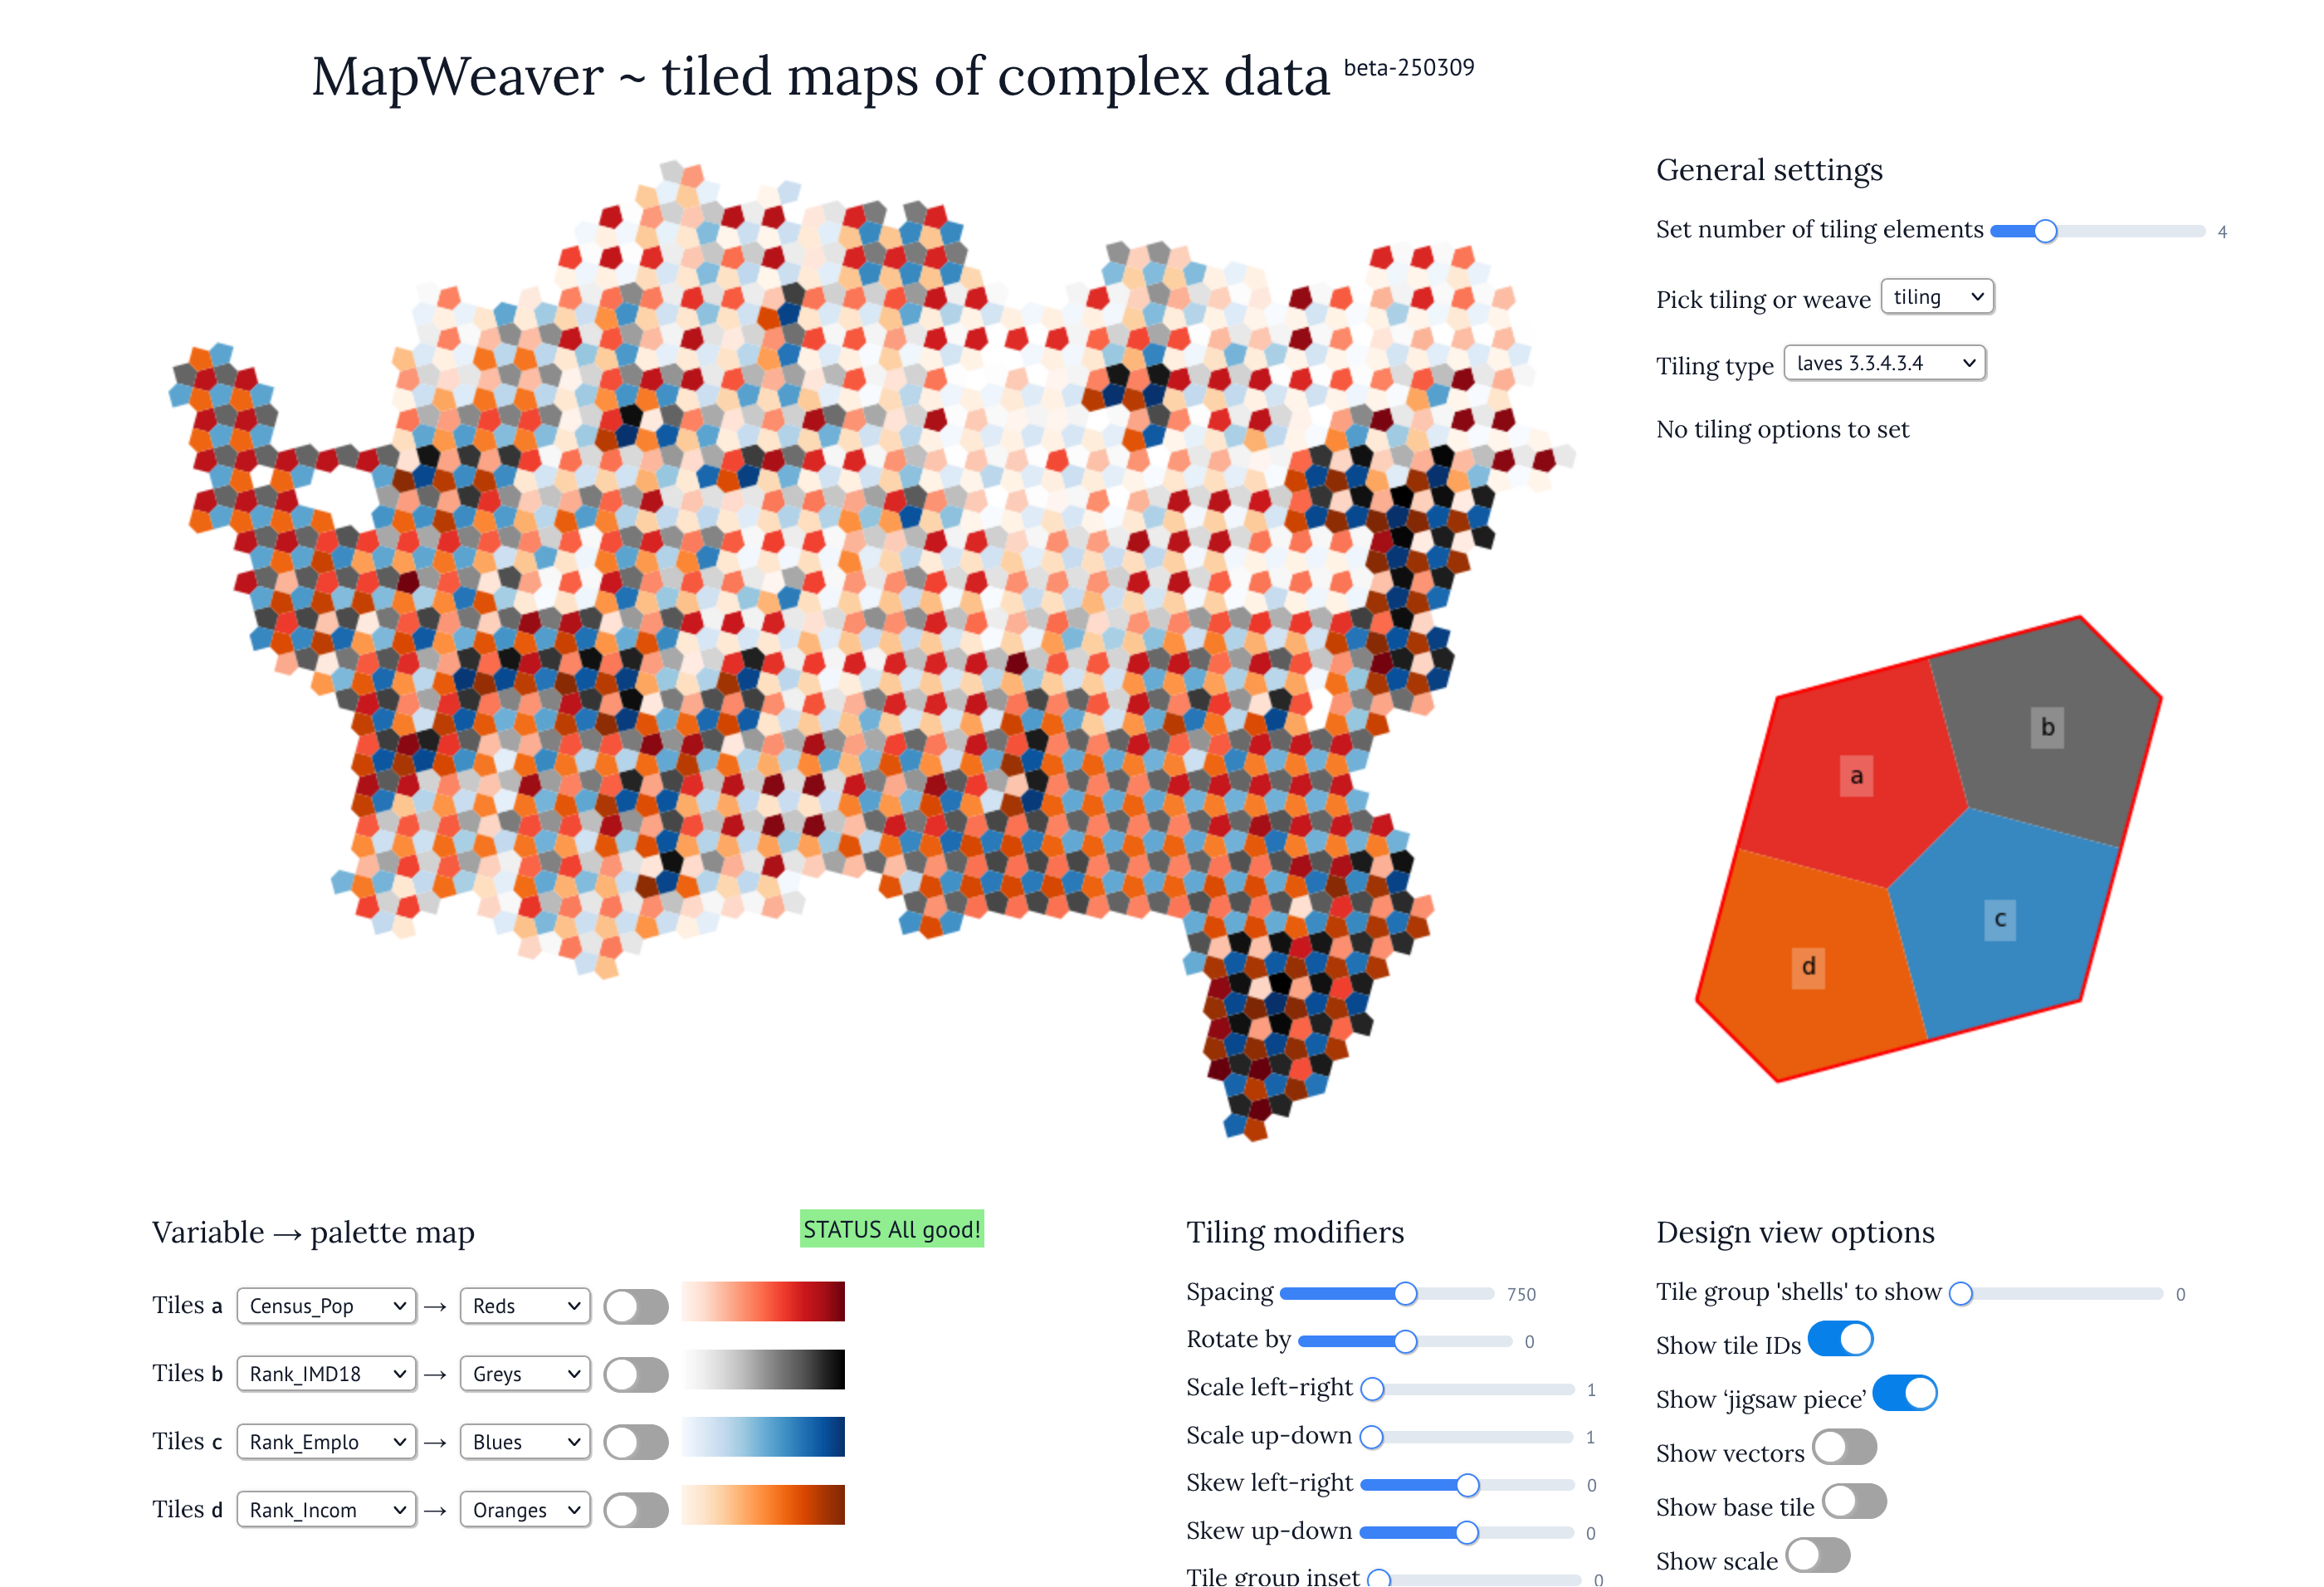 MapWeaver ~ tiled maps of complex data beta-250309
General settings
Set number of tiling elements 4
Pick tiling or weave tiling
Tiling type laves 3.3.4.3.4
No tiling options to set
a
b
c
d
Variable → palette map
STATUS All good!
Tiles a Census_Pop → Reds
Tiles b Rank_IMD18 → Greys
Tiles c Rank_Emplo → Blues
Tiles d Rank_Incom → Oranges
Tiling modifiers
Spacing 750
Rotate by 0
Scale left-right 1
Scale up-down 1
Skew left-right 0
Skew up-down 0
Tile group inset 0
Design view options
Tile group 'shells' to show 0
Show tile IDs
Show ‘jigsaw piece’
Show vectors
Show base tile
Show scale